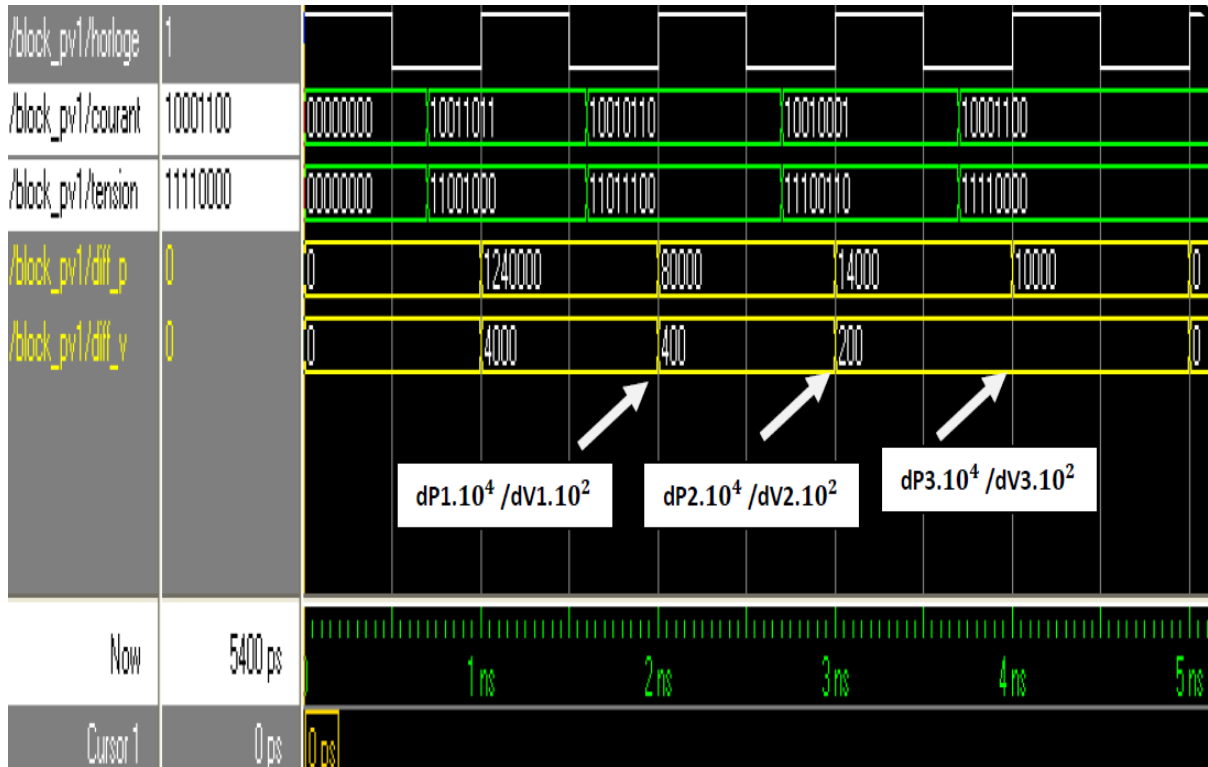 /block_pv1/horloge 1
/block_pv1/courant 10001100 00000000 10011011 10010110 10010001 10001100
/block_pv1/tension 11110000 00000000 11001000 11011100 11100110 11110000
/block_pv1/diff_p 0 0 1240000 80000 14000 10000 0
/block_pv1/diff_v 0 0 4000 400 200 0
dP1.10⁴ /dV1.10² dP2.10⁴ /dV2.10² dP3.10⁴ /dV3.10²
Now 5400 ps 0 1 ns 2 ns 3 ns 4 ns 5 ns
Cursor 1 0 ps 0 ps